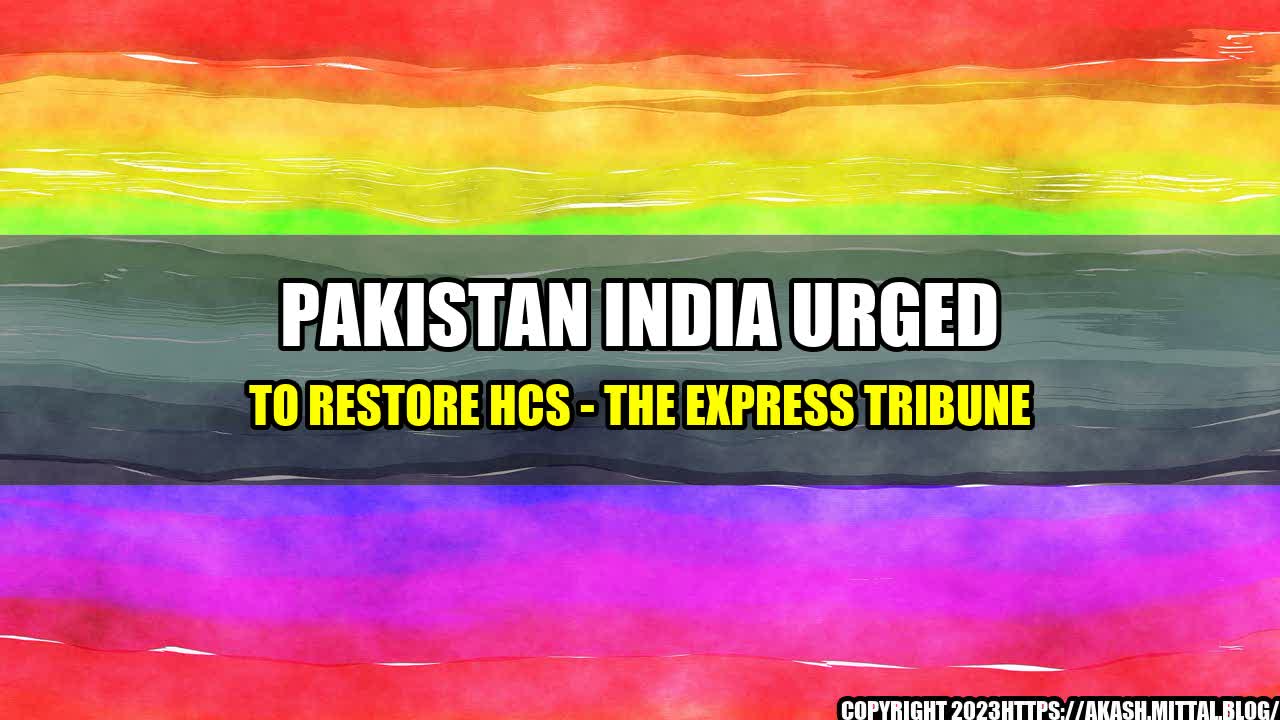 PAKISTAN INDIA URGED
TO RESTORE HCS - THE EXPRESS TRIBUNE
COPYRIGHT 2023HTTPS://AKASH.MITTAL.BLOG/